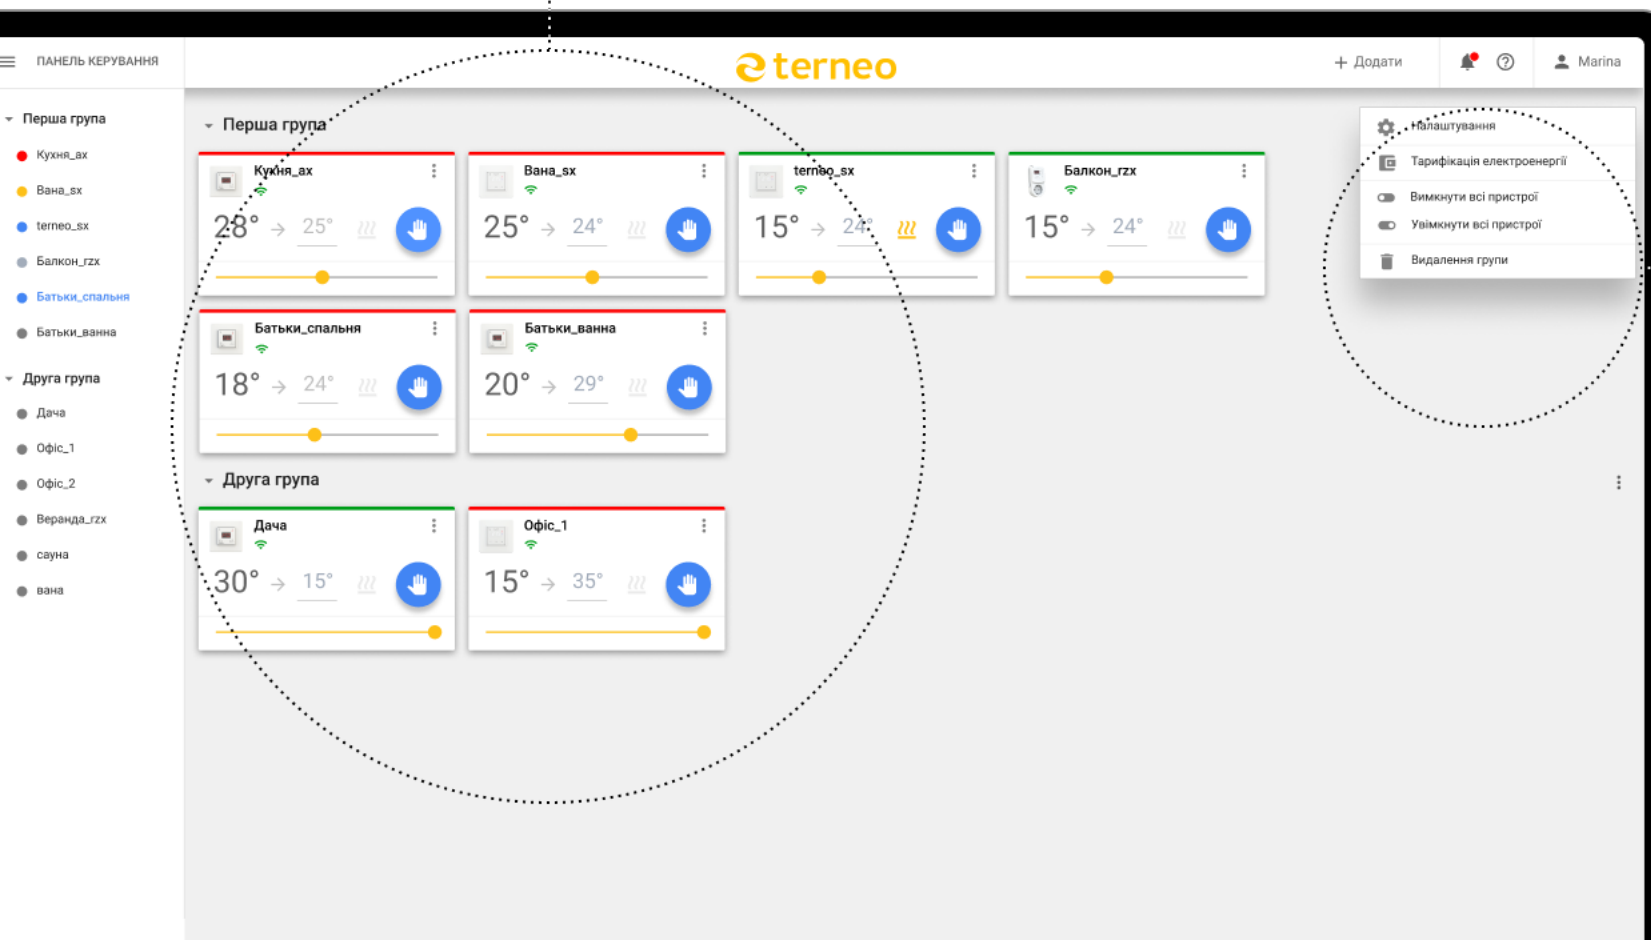 ПАНЕЛЬ КЕРУВАННЯ
terneo
Додати
Marina
Перша група
Кухня_ax
Вана_sx
terneo_sx
Балкон_rzx
Батьки_спальня
Батьки_ванна
Друга група
Дача
Офіс_1
Офіс_2
Веранда_rzx
сауна
вана
Перша група
Кухня_ax
28° → 25°
Вана_sx
25° → 24°
terneo_sx
15° → 24°
Балкон_rzx
15° → 24°
Батьки_спальня
18° → 24°
Батьки_ванна
20° → 29°
Друга група
Дача
30° → 15°
Офіс_1
15° → 35°
Налаштування
Тарифікація електроенергії
Вимкнути всі пристрої
Увімкнути всі пристрої
Видалення групи